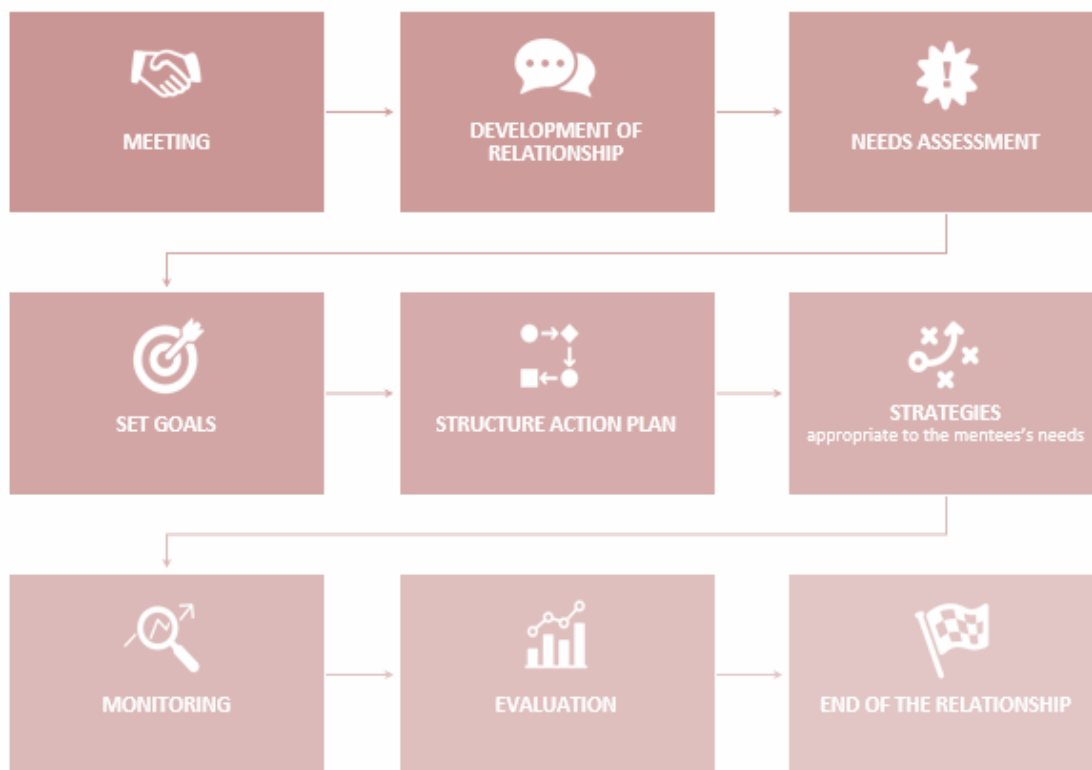 MEETING
DEVELOPMENT OF
RELATIONSHIP
NEEDS ASSESSMENT
SET GOALS
STRUCTURE ACTION PLAN
STRATEGIES
appropriate to the mentees's needs
MONITORING
EVALUATION
END OF THE RELATIONSHIP